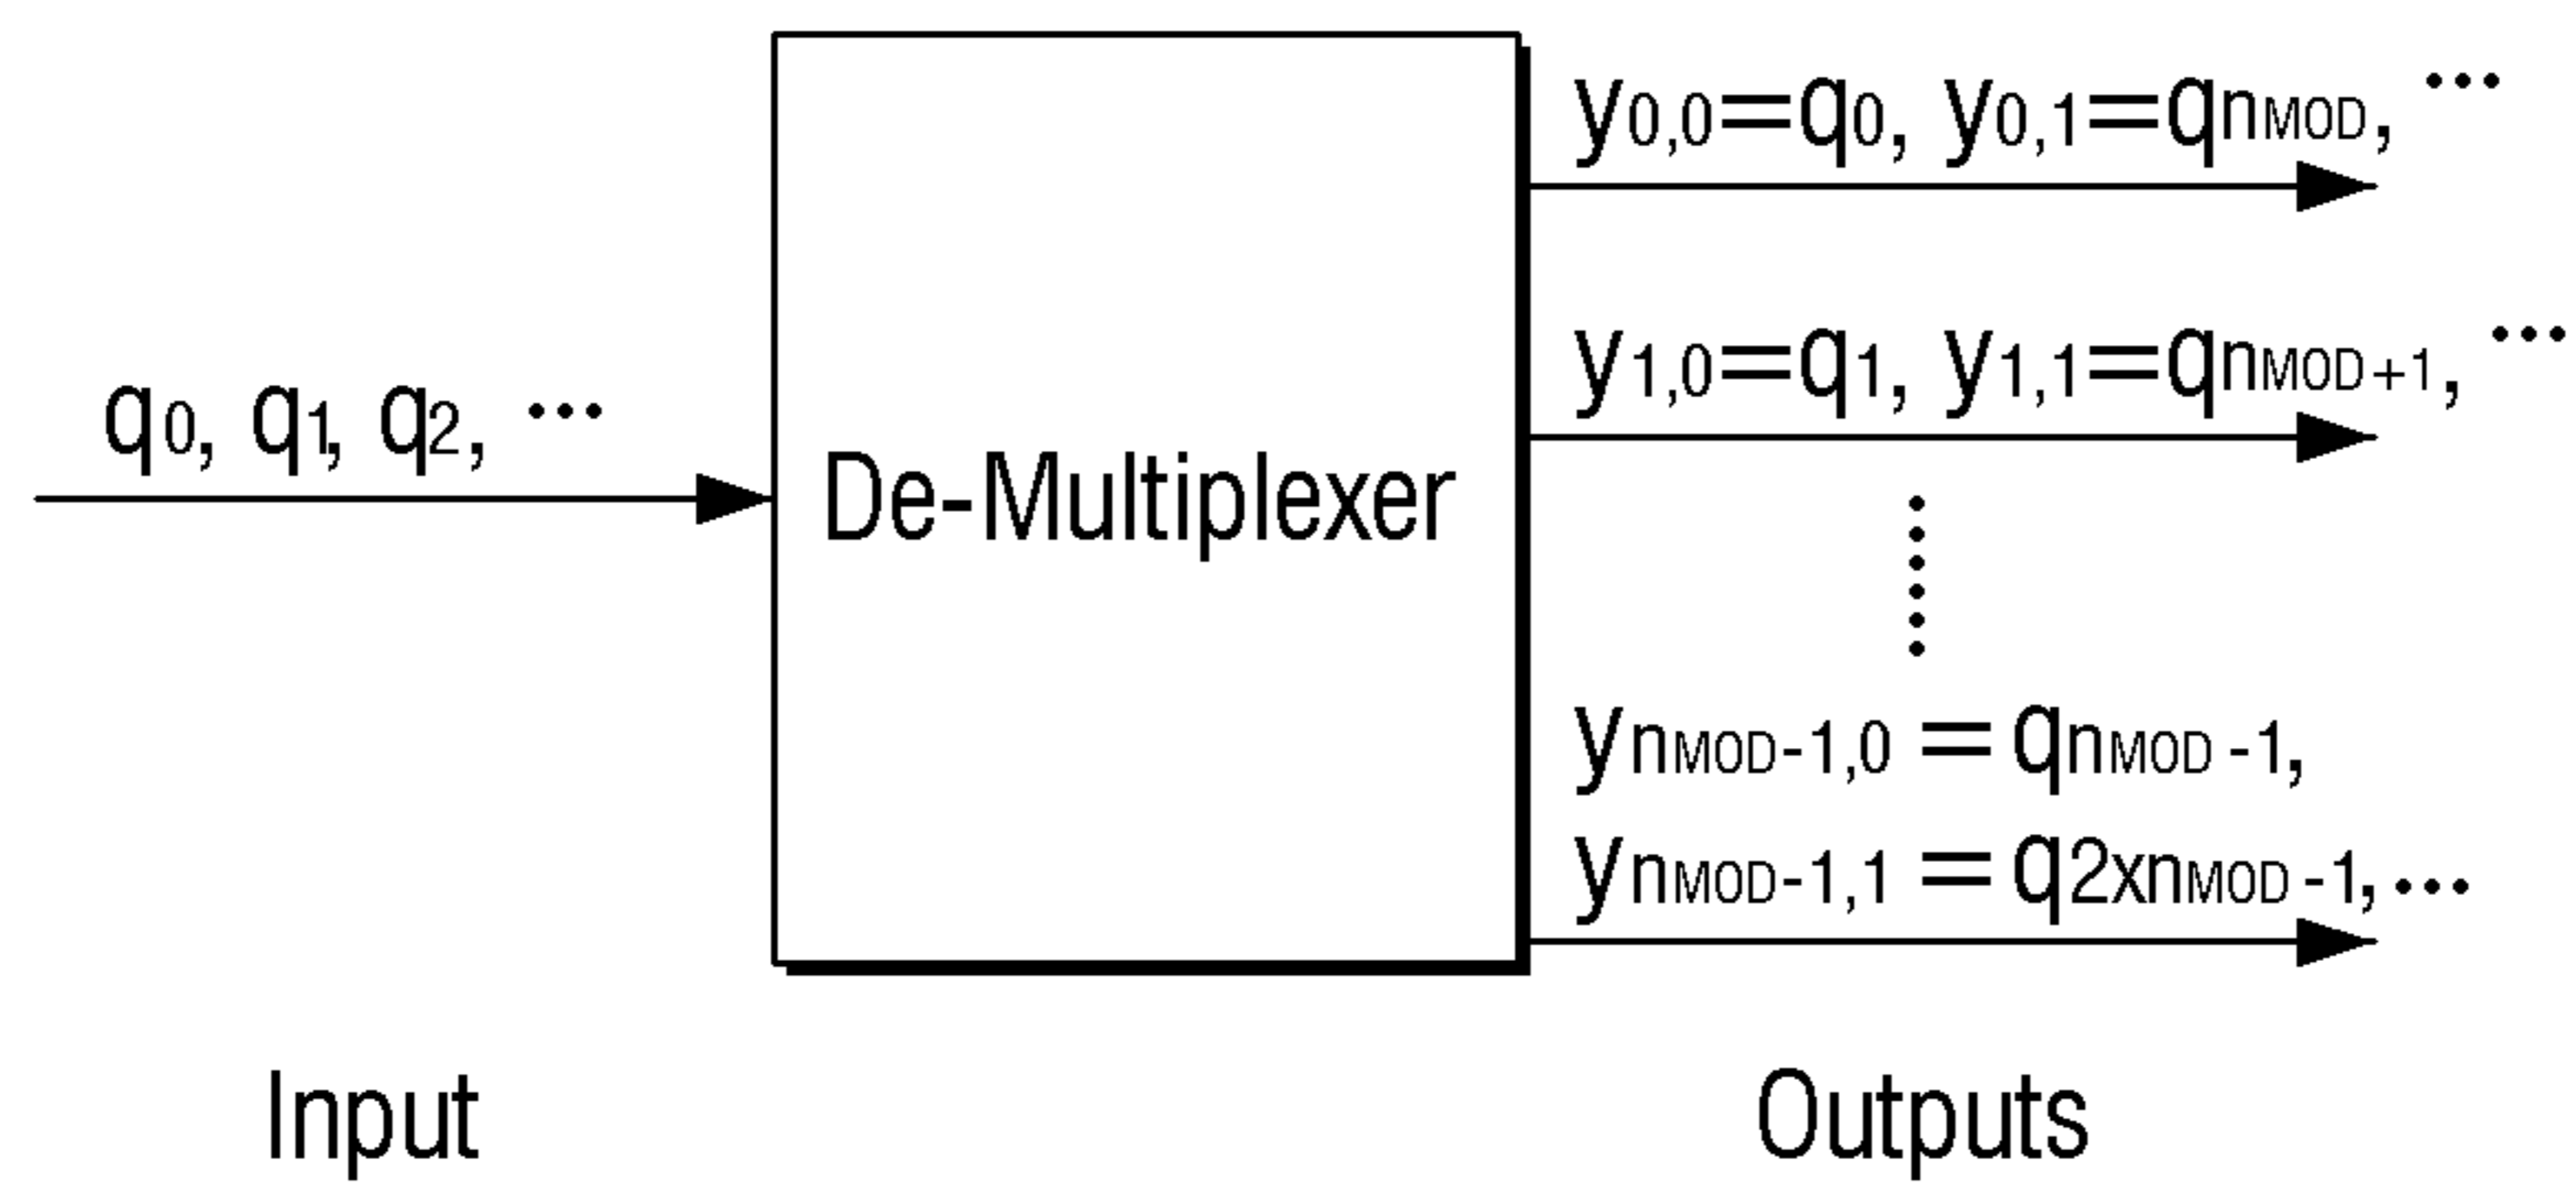 q0, q1, q2, ...
De-Multiplexer
y0,0=q0, y0,1=qnMOD, ...
y1,0=q1, y1,1=qnMOD+1, ...
ynMOD-1,0 = qnMOD -1,
ynMOD-1,1 = q2xnMOD -1, ...
Input
Outputs